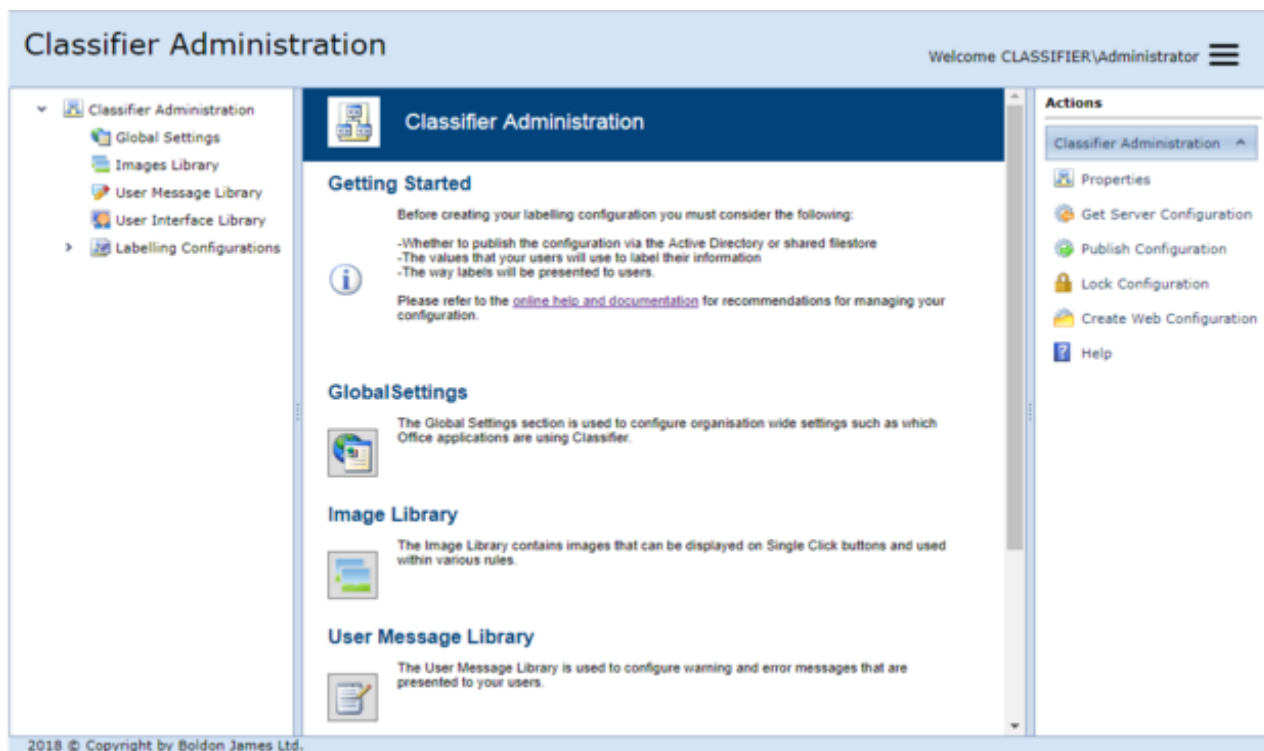 Classifier Administration
Welcome CLASSIFIER\Administrator
Classifier Administration
Global Settings
Images Library
User Message Library
User Interface Library
Labelling Configurations
Classifier Administration
Getting Started
Before creating your labelling configuration you must consider the following:
-Whether to publish the configuration via the Active Directory or shared filestore
-The values that your users will use to label their information
-The way labels will be presented to users.
Please refer to the online help and documentation for recommendations for managing your
configuration.
GlobalSettings
The Global Settings section is used to configure organisation wide settings such as which
Office applications are using Classifier.
Image Library
The Image Library contains images that can be displayed on Single Click buttons and used
within various rules.
User Message Library
The User Message Library is used to configure warning and error messages that are
presented to your users.
Actions
Classifier Administration
Properties
Get Server Configuration
Publish Configuration
Lock Configuration
Create Web Configuration
Help
2018 © Copyright by Boldon James Ltd.